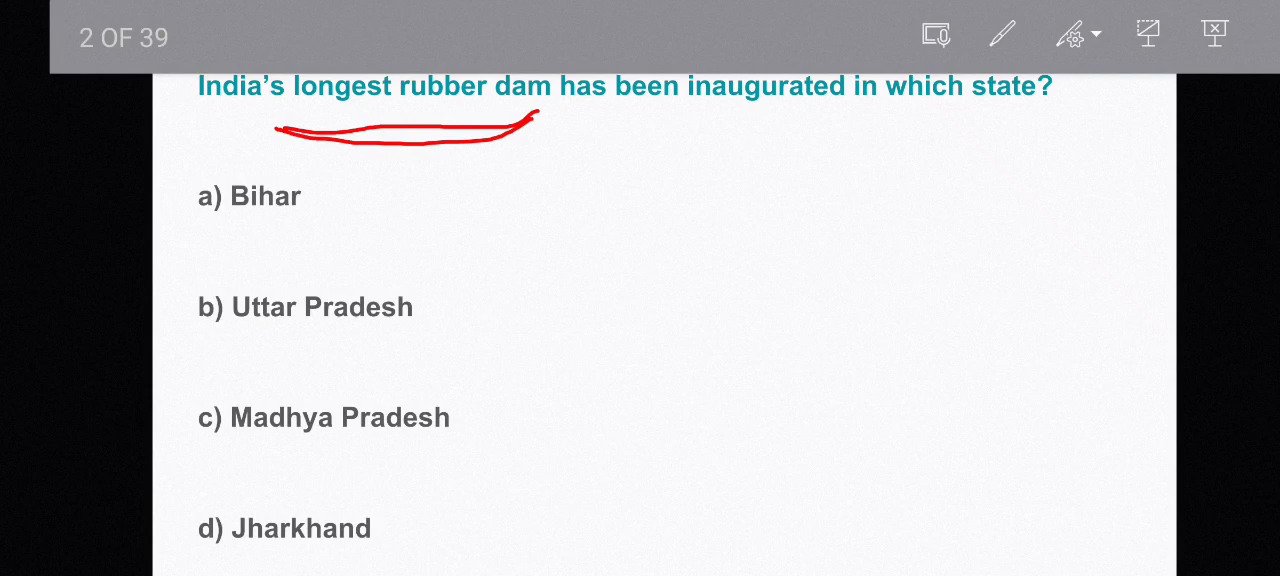 2 OF 39
India’s longest rubber dam has been inaugurated in which state?
a) Bihar
b) Uttar Pradesh
c) Madhya Pradesh
d) Jharkhand